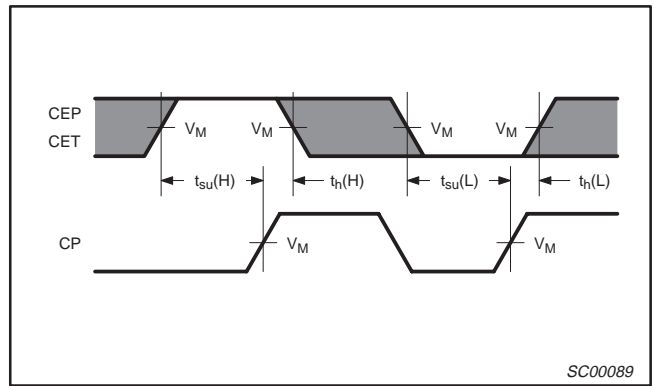 CEP
CET
V_M V_M V_M V_M
t_su(H) t_h(H) t_su(L) t_h(L)
CP V_M V_M
SC00089